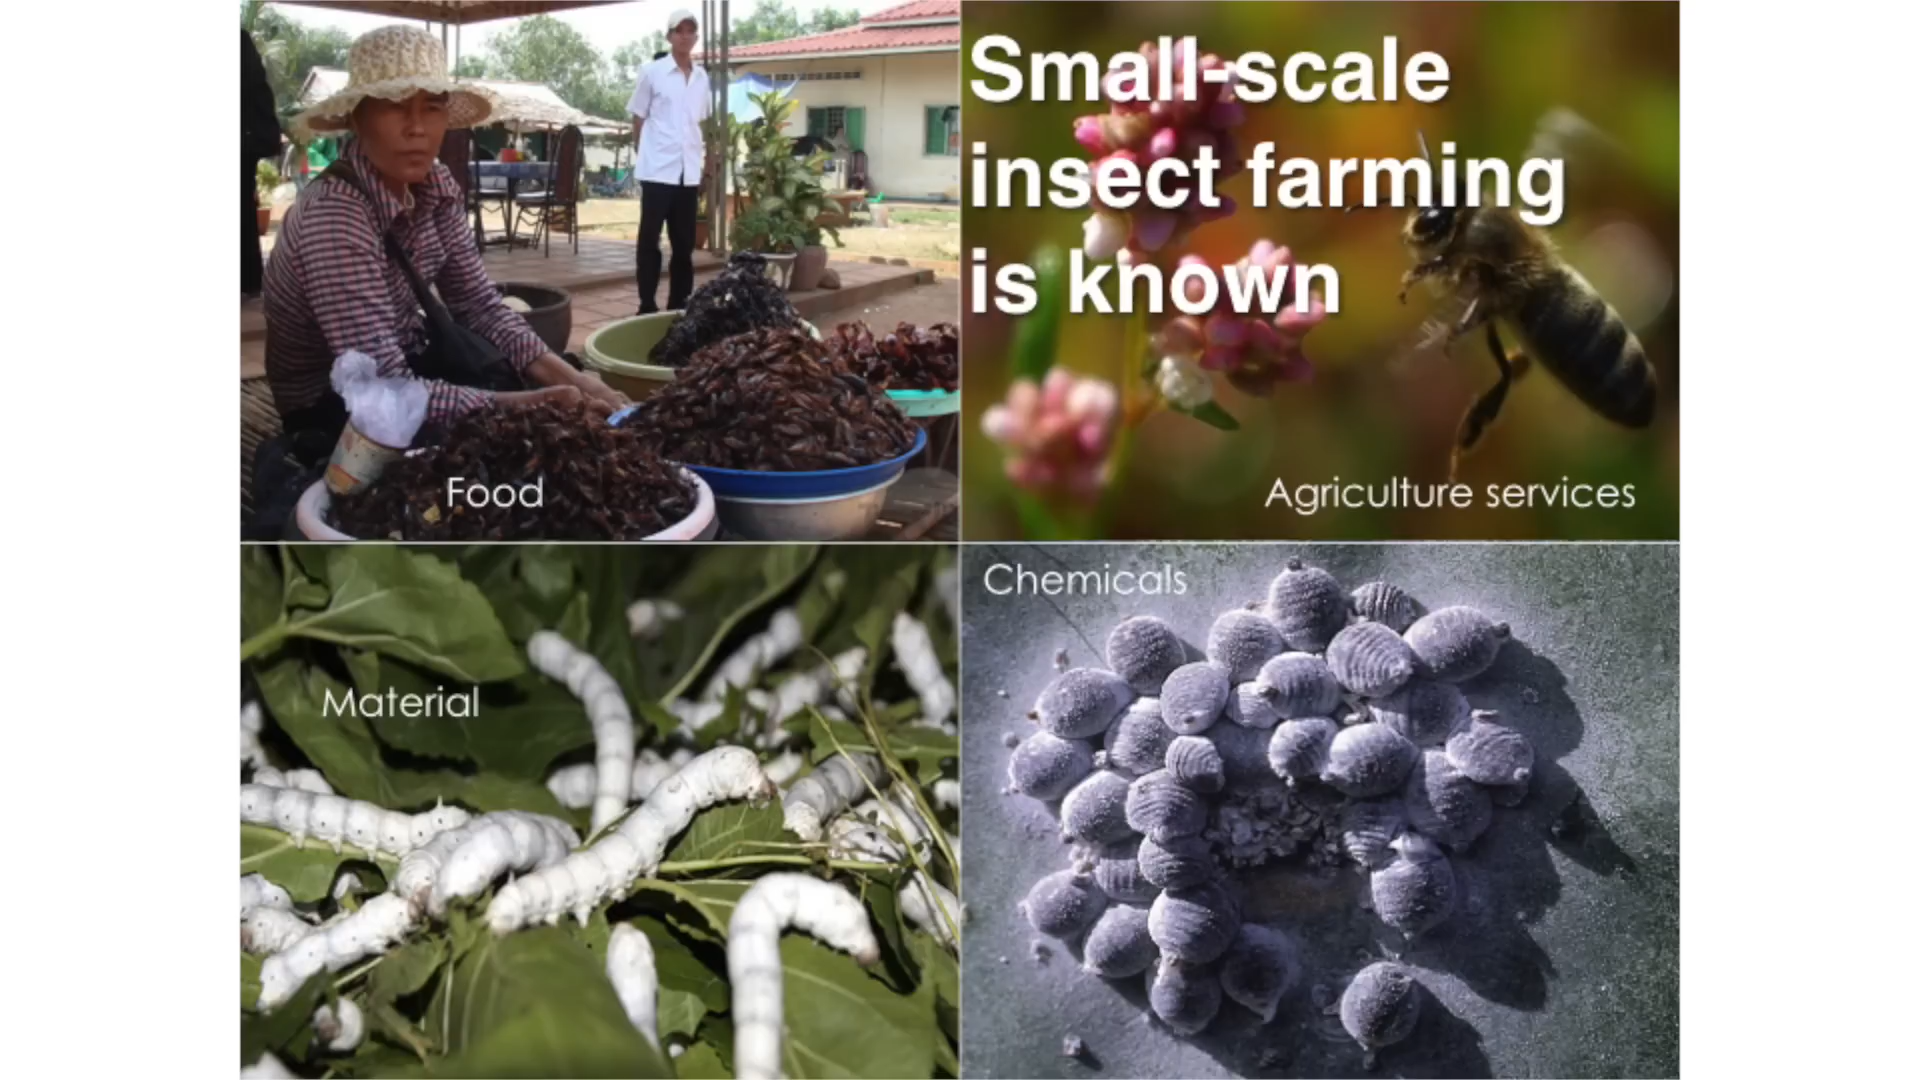 Small-scale
insect farming
is known
Food
Agriculture services
Material
Chemicals